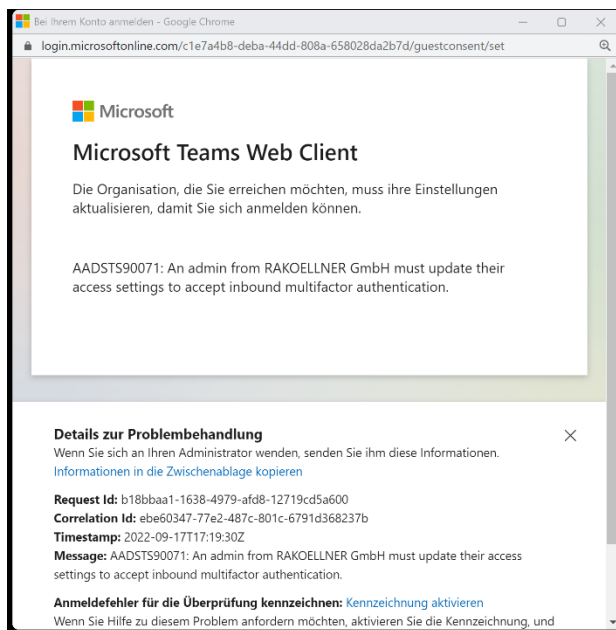 Bei Ihrem Konto anmelden - Google Chrome
login.microsoftonline.com/c1e7a4b8-deba-44dd-808a-658028da2b7d/guestconsent/set
Microsoft
Microsoft Teams Web Client
Die Organisation, die Sie erreichen möchten, muss ihre Einstellungen
aktualisieren, damit Sie sich anmelden können.
AADSTS90071: An admin from RAKOELLNER GmbH must update their
access settings to accept inbound multifactor authentication.
Details zur Problembehandlung
Wenn Sie sich an Ihren Administrator wenden, senden Sie ihm diese Informationen.
Informationen in die Zwischenablage kopieren
Request Id: b18bbaa1-1638-4979-afd8-12719cd5a600
Correlation Id: ebe60347-77e2-487c-801c-6791d368237b
Timestamp: 2022-09-17T17:19:30Z
Message: AADSTS90071: An admin from RAKOELLNER GmbH must update their access
settings to accept inbound multifactor authentication.
Anmeldefehler für die Überprüfung kennzeichnen: Kennzeichnung aktivieren
Wenn Sie Hilfe zu diesem Problem anfordern möchten, aktivieren Sie die Kennzeichnung, und